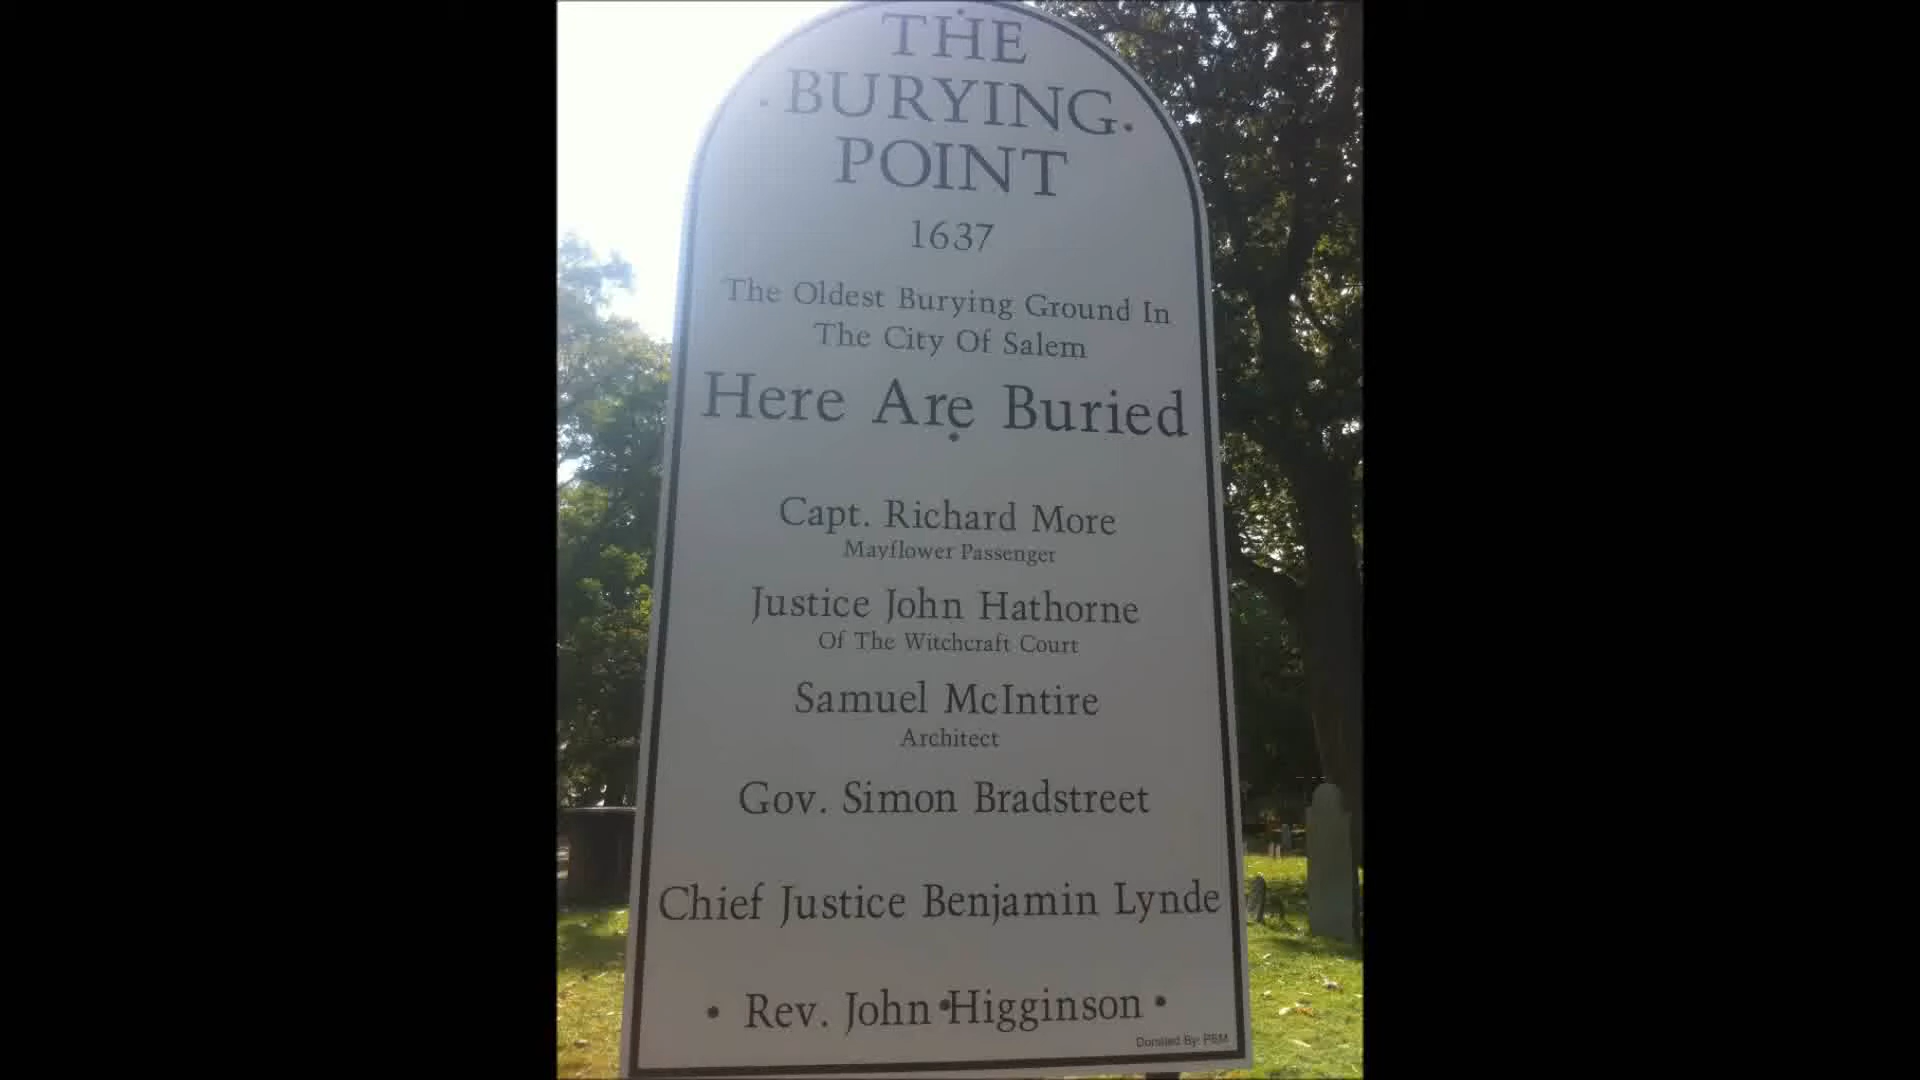 THE
BURYING
POINT
1637
The Oldest Burying Ground In
The City Of Salem
Here Are Buried
Capt. Richard More
Mayflower Passenger
Justice John Hathorne
Of The Witchcraft Court
Samuel McIntire
Architect
Gov. Simon Bradstreet
Chief Justice Benjamin Lynde
• Rev. John Higginson •
Donated By: PEM